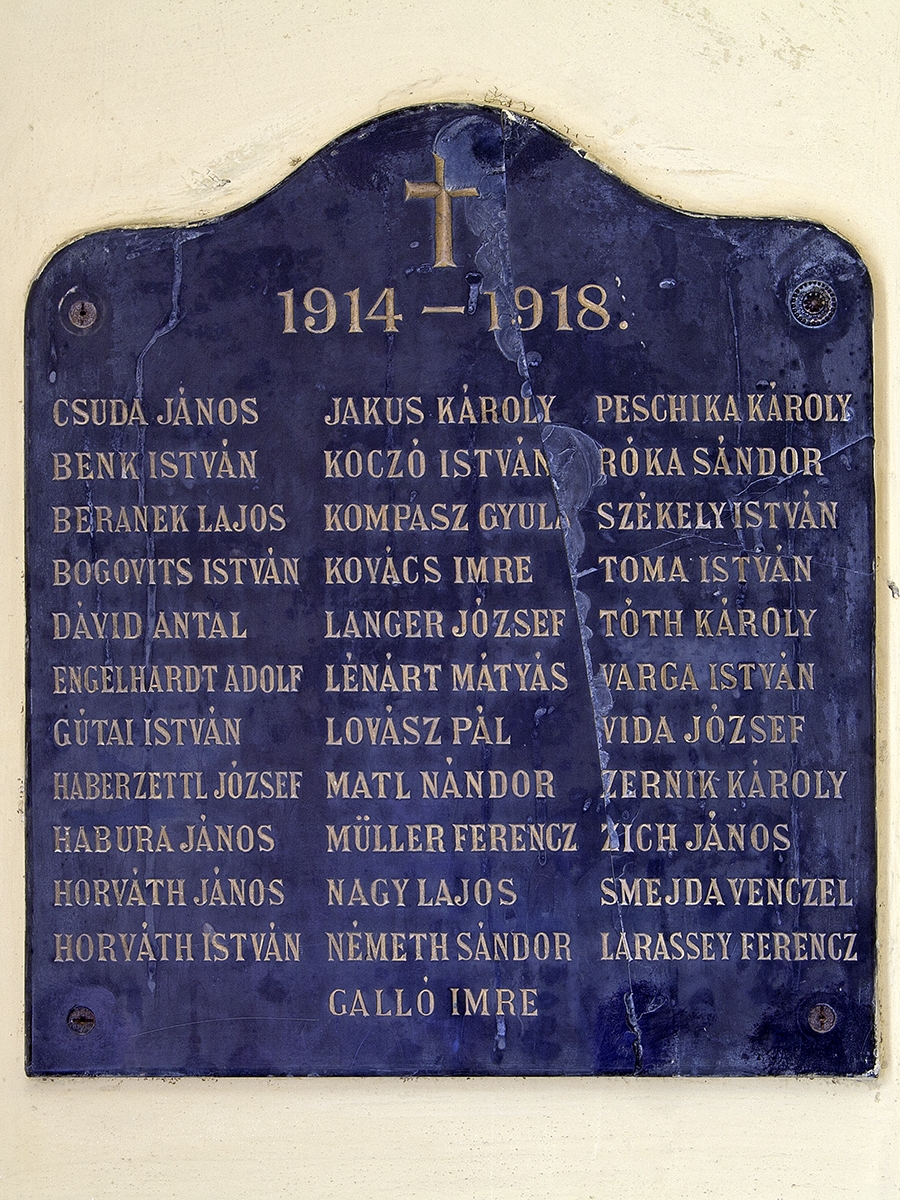 1914 – 1918.
CSUDA JÁNOS
BENK ISTVÁN
BERANEK LAJOS
BOGOVITS ISTVÁN
DÁVID ANTAL
ENGELHARDT ADOLF
GÚTAI ISTVÁN
HABERZETTL JÓZSEF
HABURA JÁNOS
HORVÁTH JÁNOS
HORVÁTH ISTVÁN
JAKUS KÁROLY
KOCZÓ ISTVÁN
KOMPASZ GYULA
KOVÁCS IMRE
LANGER JÓZSEF
LÉNÁRT MÁTYÁS
LOVÁSZ PÁL
MATL NÁNDOR
MÜLLER FERENCZ
NAGY LAJOS
NÉMETH SÁNDOR
GALLÓ IMRE
PESCHIKA KÁROLY
RÓKA SÁNDOR
SZÉKELY ISTVÁN
TOMA ISTVÁN
TÓTH KÁROLY
VARGA ISTVÁN
VIDA JÓZSEF
ZERNIK KÁROLY
ZICH JÁNOS
SMEJDA VENCZEL
LARASSEY FERENCZ